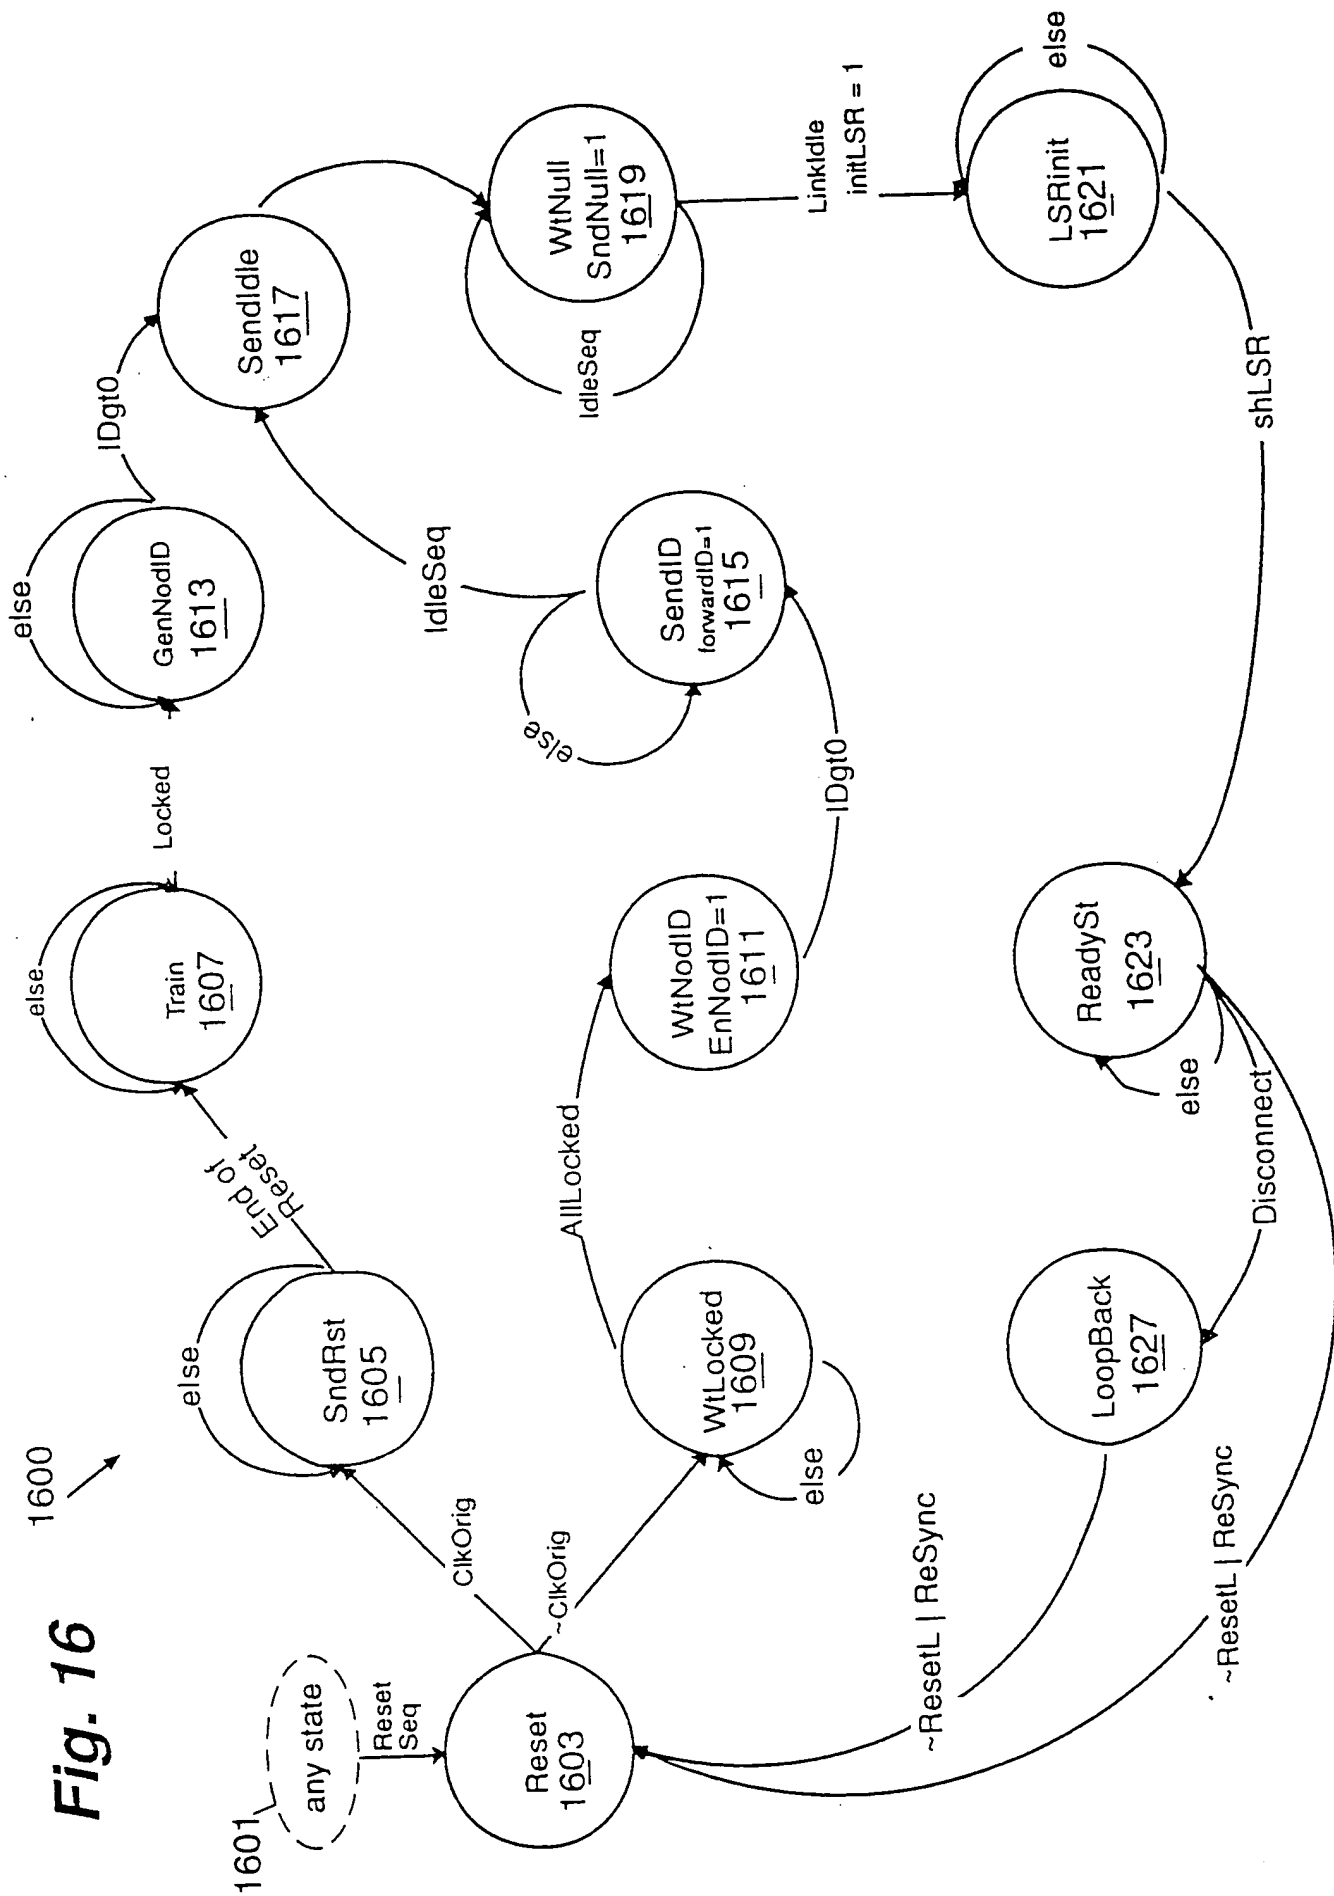 Fig. 16
1600
1601
any state
Reset
Seq
Reset
1603
ClkOrig
~ClkOrig
else
SndRst
1605
End of
Reset
else
Train
1607
Locked
else
GenNodID
1613
IDgt0
SendIdle
1617
WtLocked
1609
else
AllLocked
WtNodID
EnNodID=1
1611
IDgt0
SendID
forwardID=1
1615
else
IdleSeq
WtNull
SndNull=1
1619
IdleSeq
LinkIdle
initLSR = 1
LSRinit
1621
else
shLSR
ReadySt
1623
else
Disconnect
LoopBack
1627
~ResetL | ReSync
~ResetL | ReSync